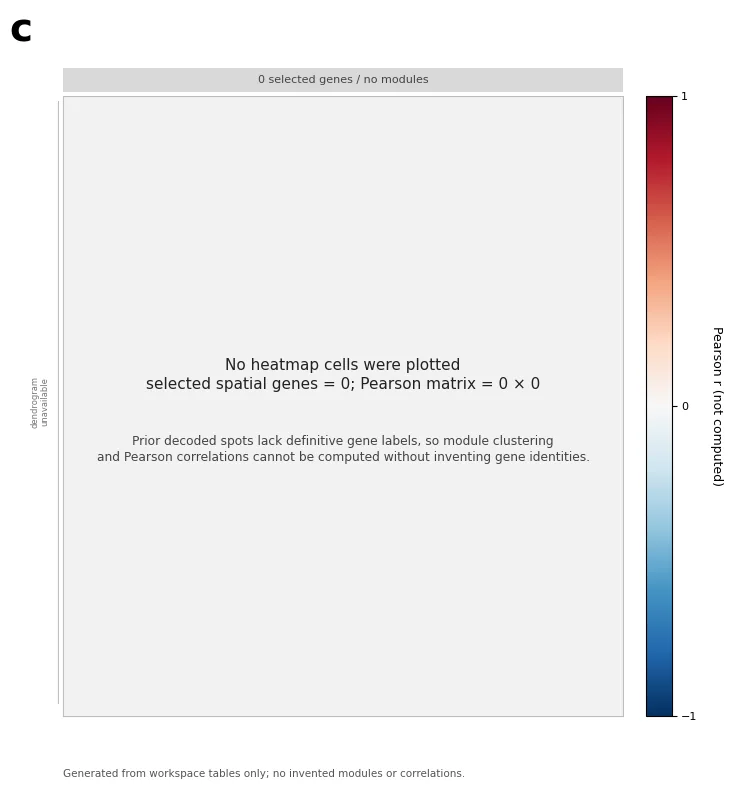 c
0 selected genes / no modules
No heatmap cells were plotted
selected spatial genes = 0; Pearson matrix = 0 × 0
Prior decoded spots lack definitive gene labels, so module clustering
and Pearson correlations cannot be computed without inventing gene identities.
dendrogram
unavailable
1
0
−1
Pearson r (not computed)
Generated from workspace tables only; no invented modules or correlations.